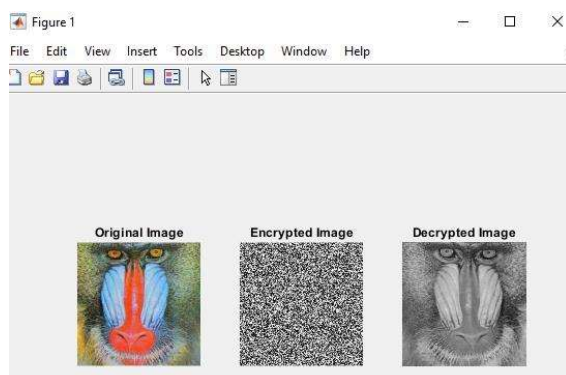 Figure 1
File Edit View Insert Tools Desktop Window Help
Original Image Encrypted Image Decrypted Image